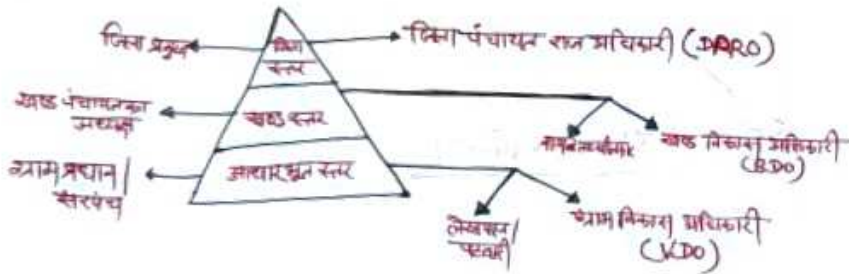 जिला प्रमुख
जिला
स्तर
जिला पंचायत राज अधिकारी (DPRO)
खण्ड पंचायत का
अध्यक्ष
खण्ड स्तर
खण्ड विकास अधिकारी
(BDO)
ग्राम प्रधान/
सरपंच
आधारभूत स्तर
लेखपाल/
पटवारी
ग्राम विकास अधिकारी
(VDO)